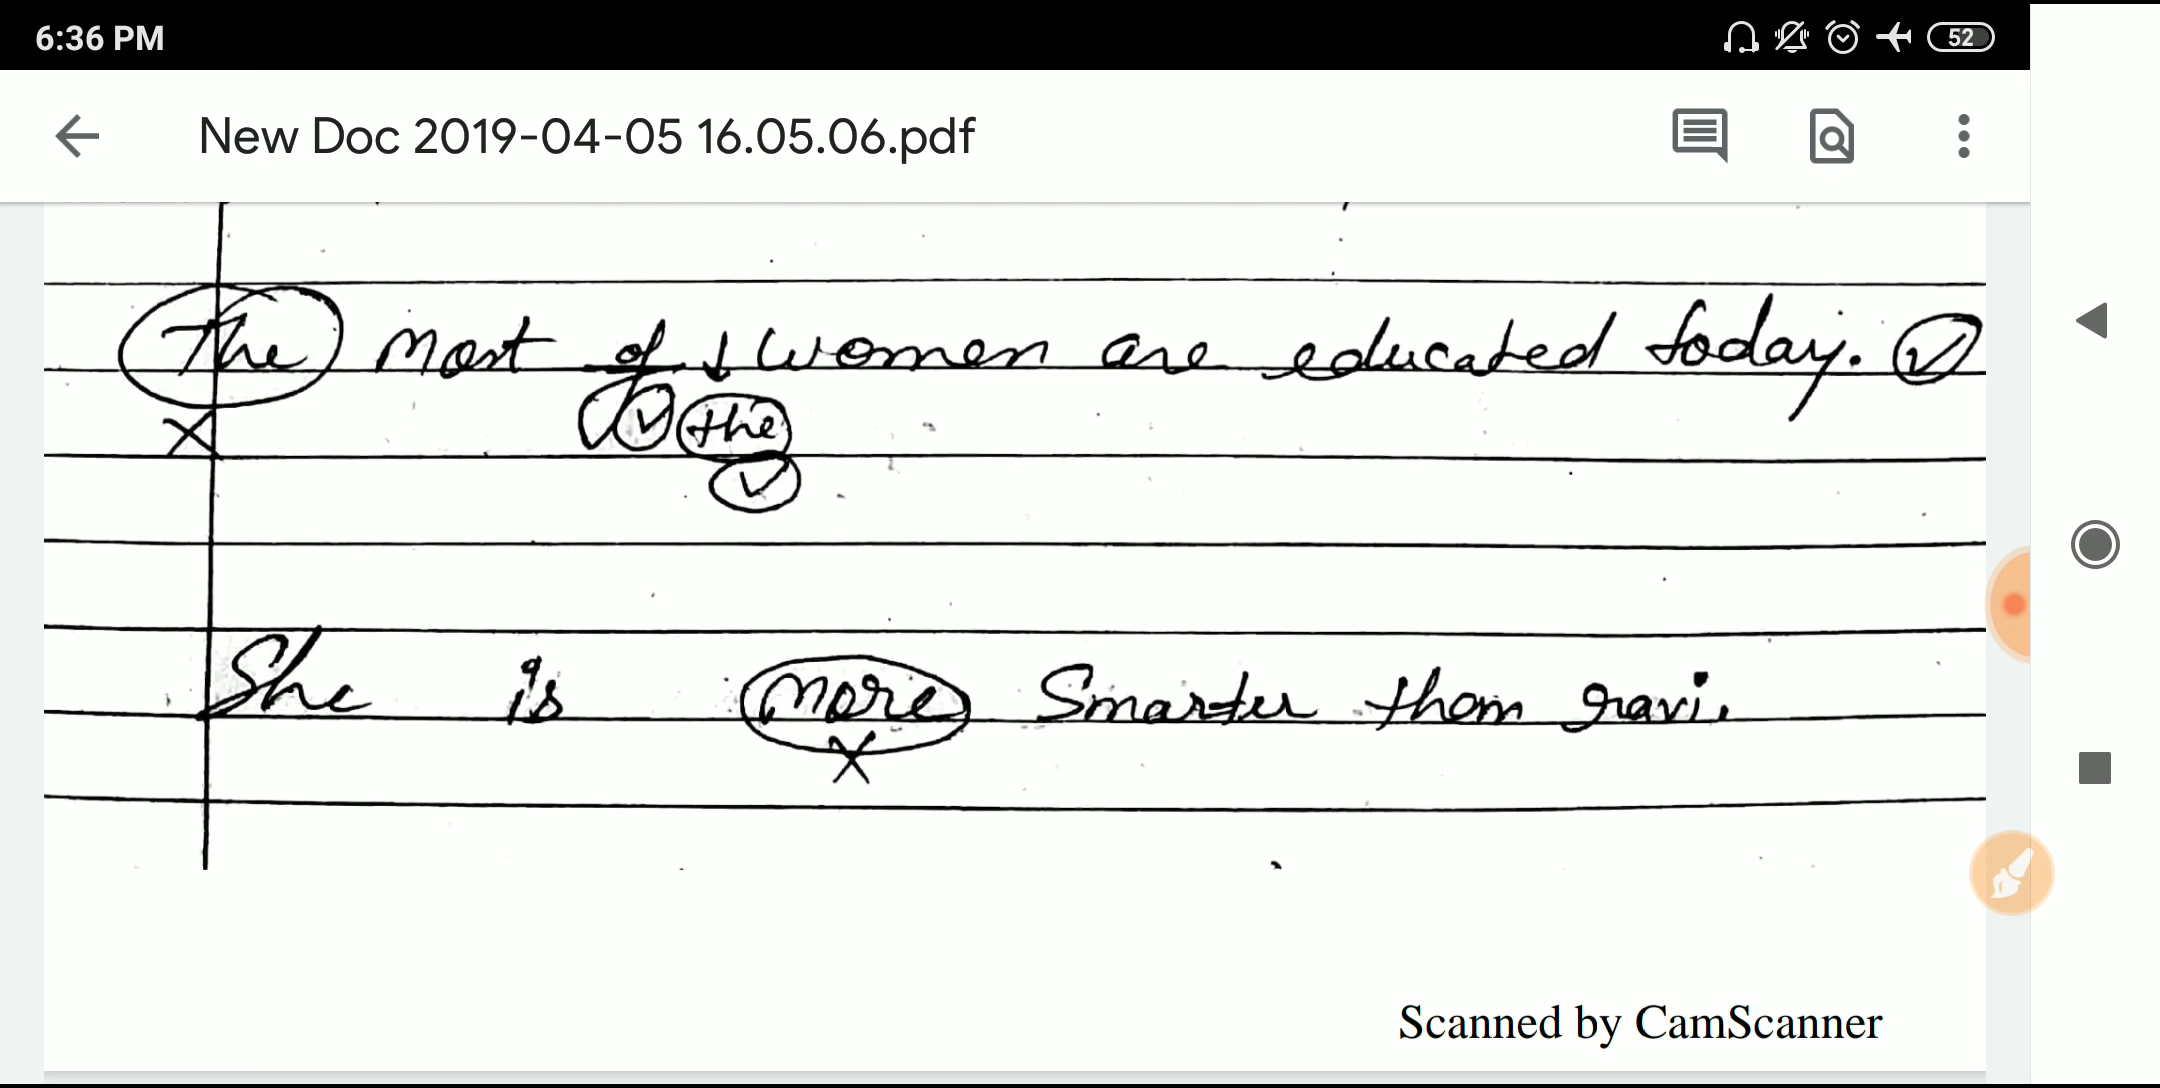 6:36 PM 52
New Doc 2019-04-05 16.05.06.pdf
The most of ↓ women are educated today.
the
She is more Smarter than ravi.
Scanned by CamScanner